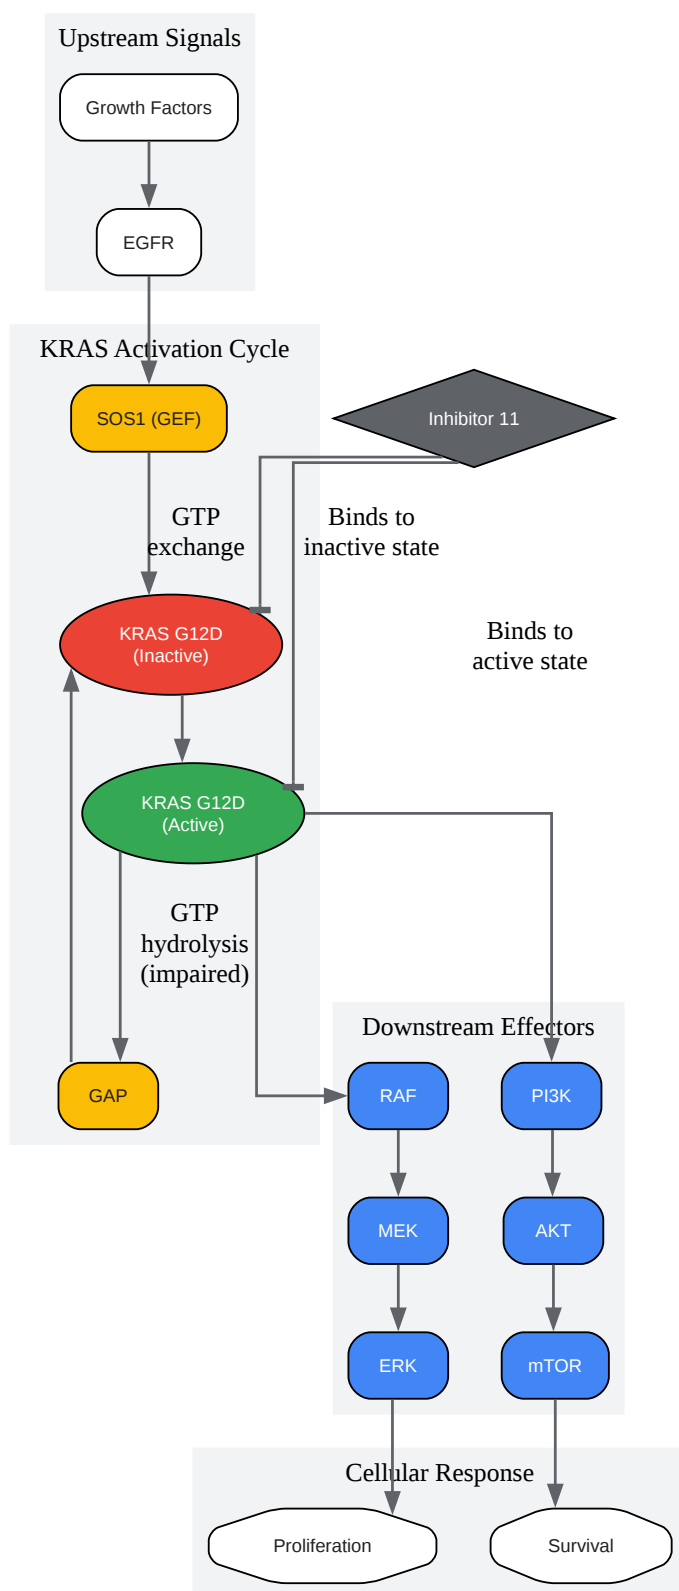 Upstream Signals
Growth Factors
EGFR
KRAS Activation Cycle
SOS1 (GEF)
Inhibitor 11
GTP
exchange
Binds to
inactive state
KRAS G12D
(Inactive)
Binds to
active state
KRAS G12D
(Active)
GTP
hydrolysis
(impaired)
GAP
Downstream Effectors
RAF
PI3K
MEK
AKT
ERK
mTOR
Cellular Response
Proliferation
Survival